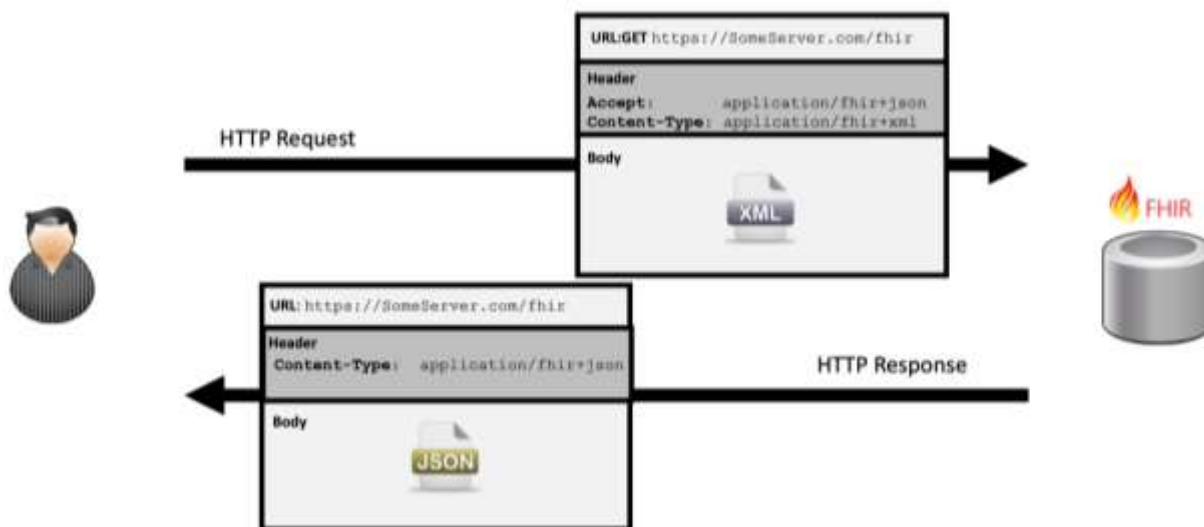 URL:GET https://SomeServer.com/fhir
Header
Accept: application/fhir+json
Content-Type: application/fhir+xml
HTTP Request
Body
XML
FHIR
URL: https://SomeServer.com/fhir
Header
Content-Type: application/fhir+json
HTTP Response
Body
JSON